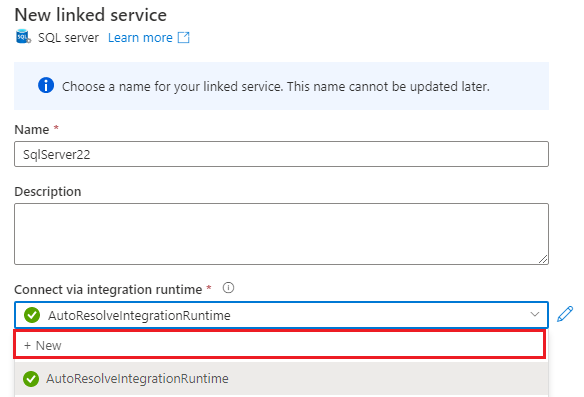 New linked service
SQL SQL server Learn more
Choose a name for your linked service. This name cannot be updated later.
Name *
SqlServer22
Description
Connect via integration runtime *
AutoResolveIntegrationRuntime
+ New
AutoResolveIntegrationRuntime